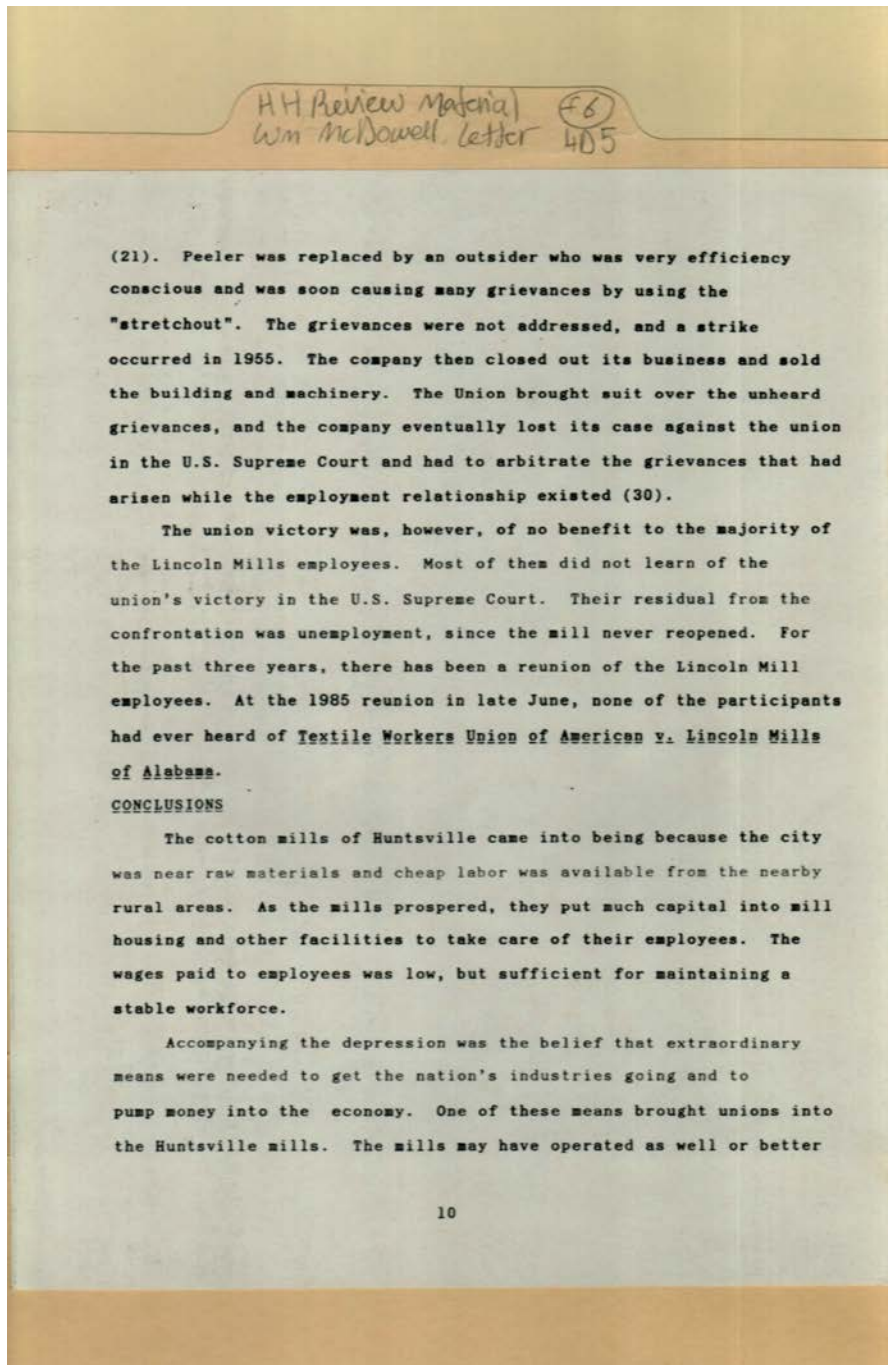 HH Review Material F6
Wm McDowell Letter 4D5
(21). Peeler was replaced by an outsider who was very efficiency
conscious and was soon causing many grievances by using the
"stretchout". The grievances were not addressed, and a strike
occurred in 1955. The company then closed out its business and sold
the building and machinery. The Union brought suit over the unheard
grievances, and the company eventually lost its case against the union
in the U.S. Supreme Court and had to arbitrate the grievances that had
arisen while the employment relationship existed (30).
The union victory was, however, of no benefit to the majority of
the Lincoln Mills employees. Most of them did not learn of the
union's victory in the U.S. Supreme Court. Their residual from the
confrontation was unemployment, since the mill never reopened. For
the past three years, there has been a reunion of the Lincoln Mill
employees. At the 1985 reunion in late June, none of the participants
had ever heard of Textile Workers Union of American v. Lincoln Mills
of Alabama.
CONCLUSIONS
The cotton mills of Huntsville came into being because the city
was near raw materials and cheap labor was available from the nearby
rural areas. As the mills prospered, they put much capital into mill
housing and other facilities to take care of their employees. The
wages paid to employees was low, but sufficient for maintaining a
stable workforce.
Accompanying the depression was the belief that extraordinary
means were needed to get the nation's industries going and to
pump money into the economy. One of these means brought unions into
the Huntsville mills. The mills may have operated as well or better
10